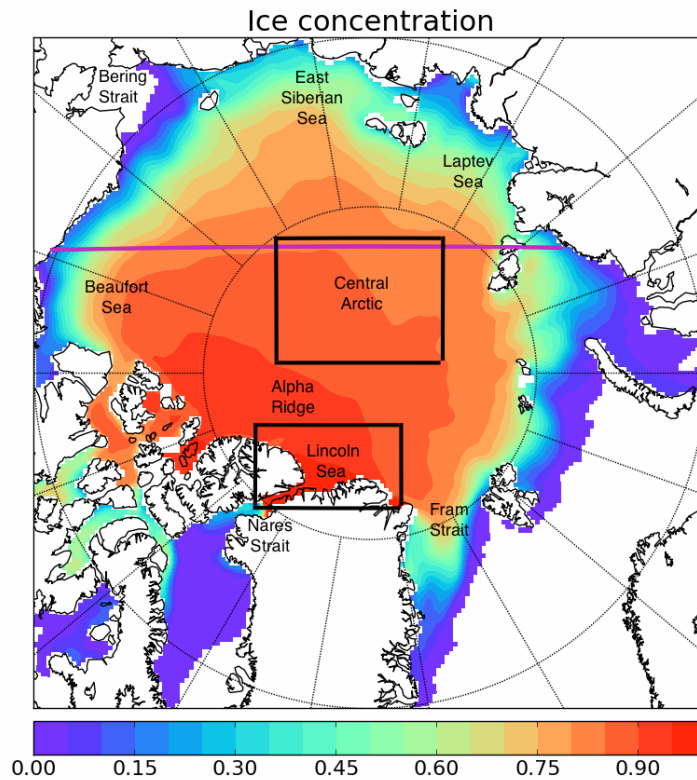 Ice concentration
Bering
Strait
East
Siberian
Sea
Laptev
Sea
Beaufort
Sea
Central
Arctic
Alpha
Ridge
Lincoln
Sea
Nares
Strait
Fram
Strait
0.00 0.15 0.30 0.45 0.60 0.75 0.90